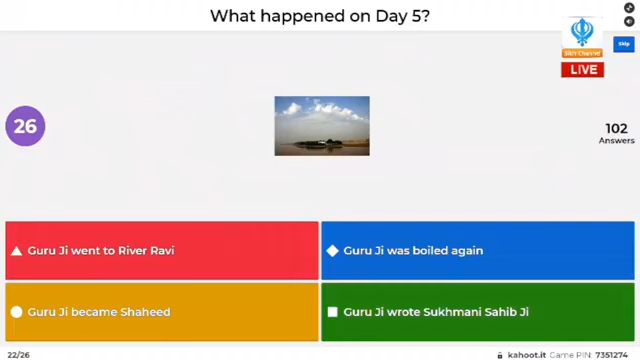 What happened on Day 5?
Sikh Channel
LIVE
Skip
26
102
Answers
Guru Ji went to River Ravi
Guru Ji was boiled again
Guru Ji became Shaheed
Guru Ji wrote Sukhmani Sahib Ji
22/26
kahoot.it Game PIN: 7351274